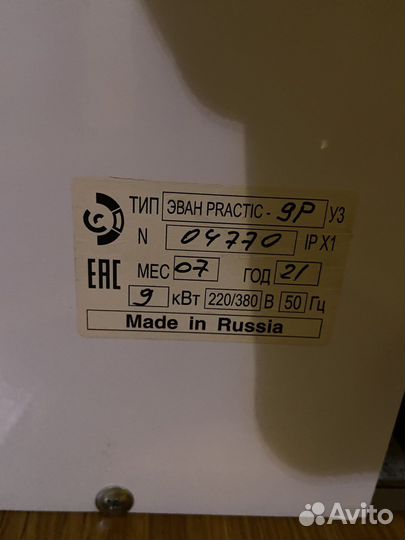 ТИП ЭВАН PRACTIC- 9P У3
N 04770 IP X1
EAC МЕС 07 ГОД 21
9 кВт 220/380 В 50 Гц
Made in Russia
Avito